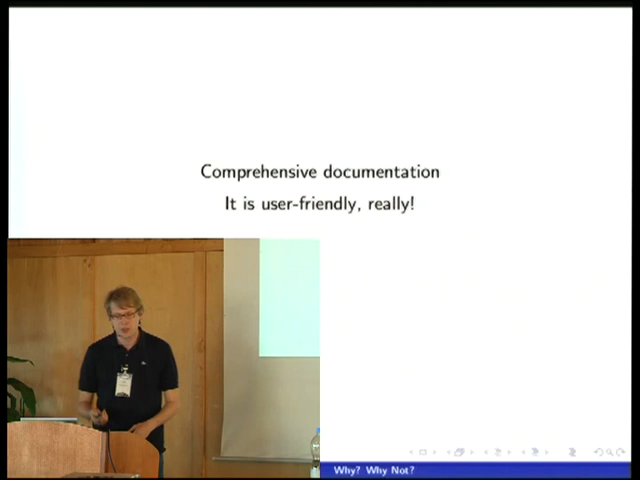 Comprehensive documentation
It is user-friendly, really!
Why? Why Not?